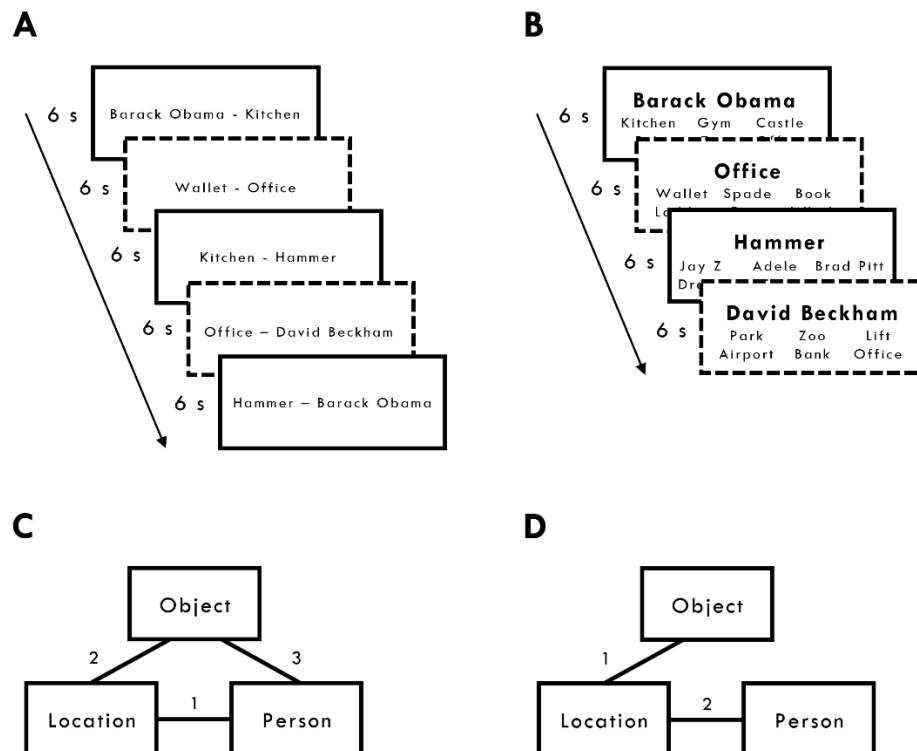 A
6 s
Barack Obama - Kitchen
6 s
Wallet - Office
6 s
Kitchen - Hammer
6 s
Office – David Beckham
6 s
Hammer – Barack Obama
B
6 s
Barack Obama
Kitchen Gym Castle
6 s
Office
Wallet Spade Book
6 s
Hammer
Jay Z Adele Brad Pitt
6 s
David Beckham
Park Zoo Lift
Airport Bank Office
C
Object
2 3
1
Location Person
D
Object
1
2
Location Person